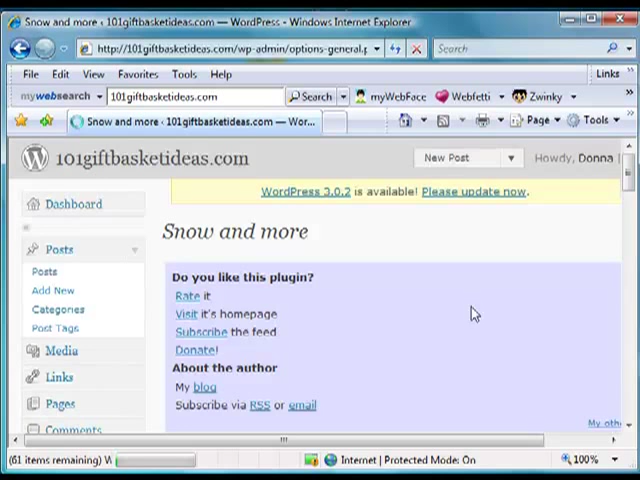 Snow and more ‹ 101giftbasketideas.com — WordPress - Windows Internet Explorer
http://101giftbasketideas.com/wp-admin/options-general.p
Search
File Edit View Favorites Tools Help
Links »
mywebsearch 101giftbasketideas.com Search myWebFace Webfetti Zwinky »
Snow and more ‹ 101giftbasketideas.com — Wor...
Page Tools »
101giftbasketideas.com
New Post
Howdy, Donna |
WordPress 3.0.2 is available! Please update now.
Dashboard
Snow and more
Posts
Posts
Add New
Categories
Post Tags
Media
Links
Pages
Comments
Do you like this plugin?
Rate it
Visit it's homepage
Subscribe the feed
Donate!
About the author
My blog
Subscribe via RSS or email
My oth
(61 items remaining) W
Internet | Protected Mode: On
100%